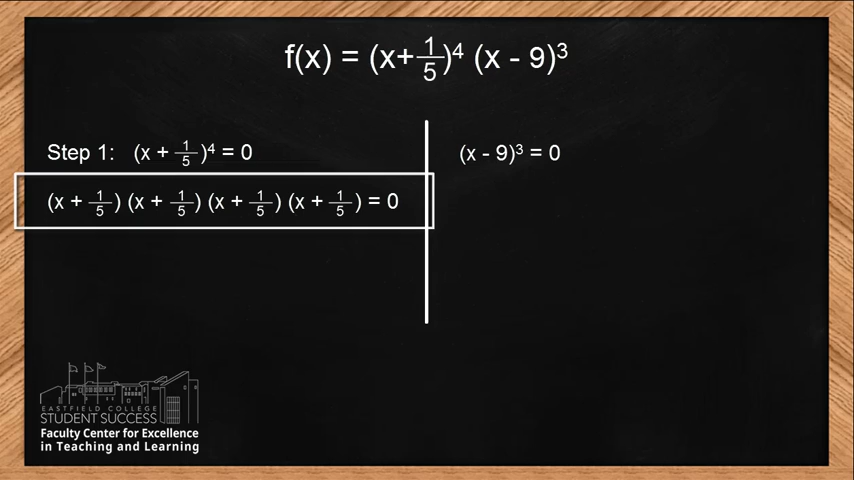 f(x) = (x+1/5)⁴ (x - 9)³
Step 1: (x + 1/5)⁴ = 0
(x - 9)³ = 0
(x + 1/5) (x + 1/5) (x + 1/5) (x + 1/5) = 0
EASTFIELD COLLEGE
STUDENT SUCCESS
Faculty Center for Excellence
in Teaching and Learning